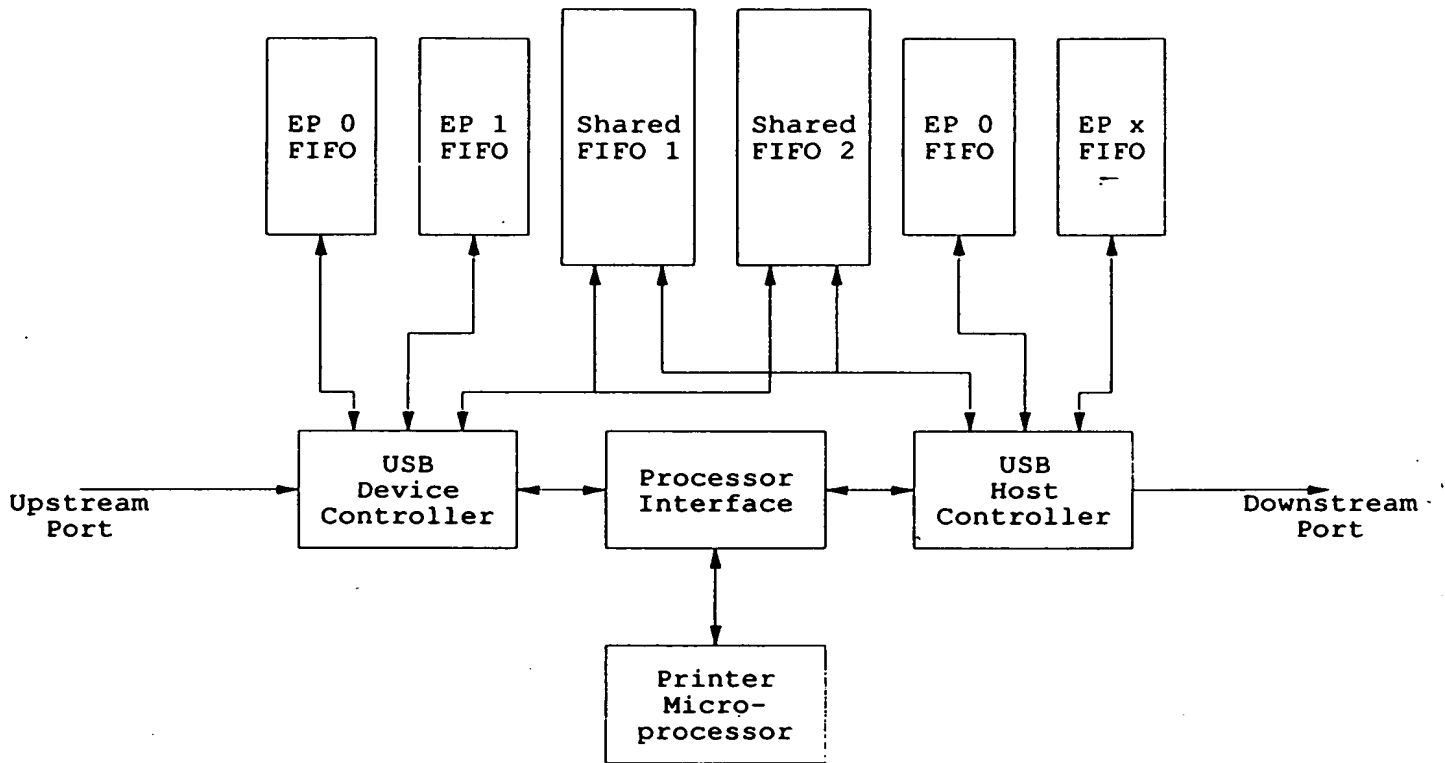 EP 0
FIFO
EP 1
FIFO
Shared
FIFO 1
Shared
FIFO 2
EP 0
FIFO
EP x
FIFO
Upstream
Port
USB
Device
Controller
Processor
Interface
USB
Host
Controller
Downstream
Port
Printer
Micro-
processor